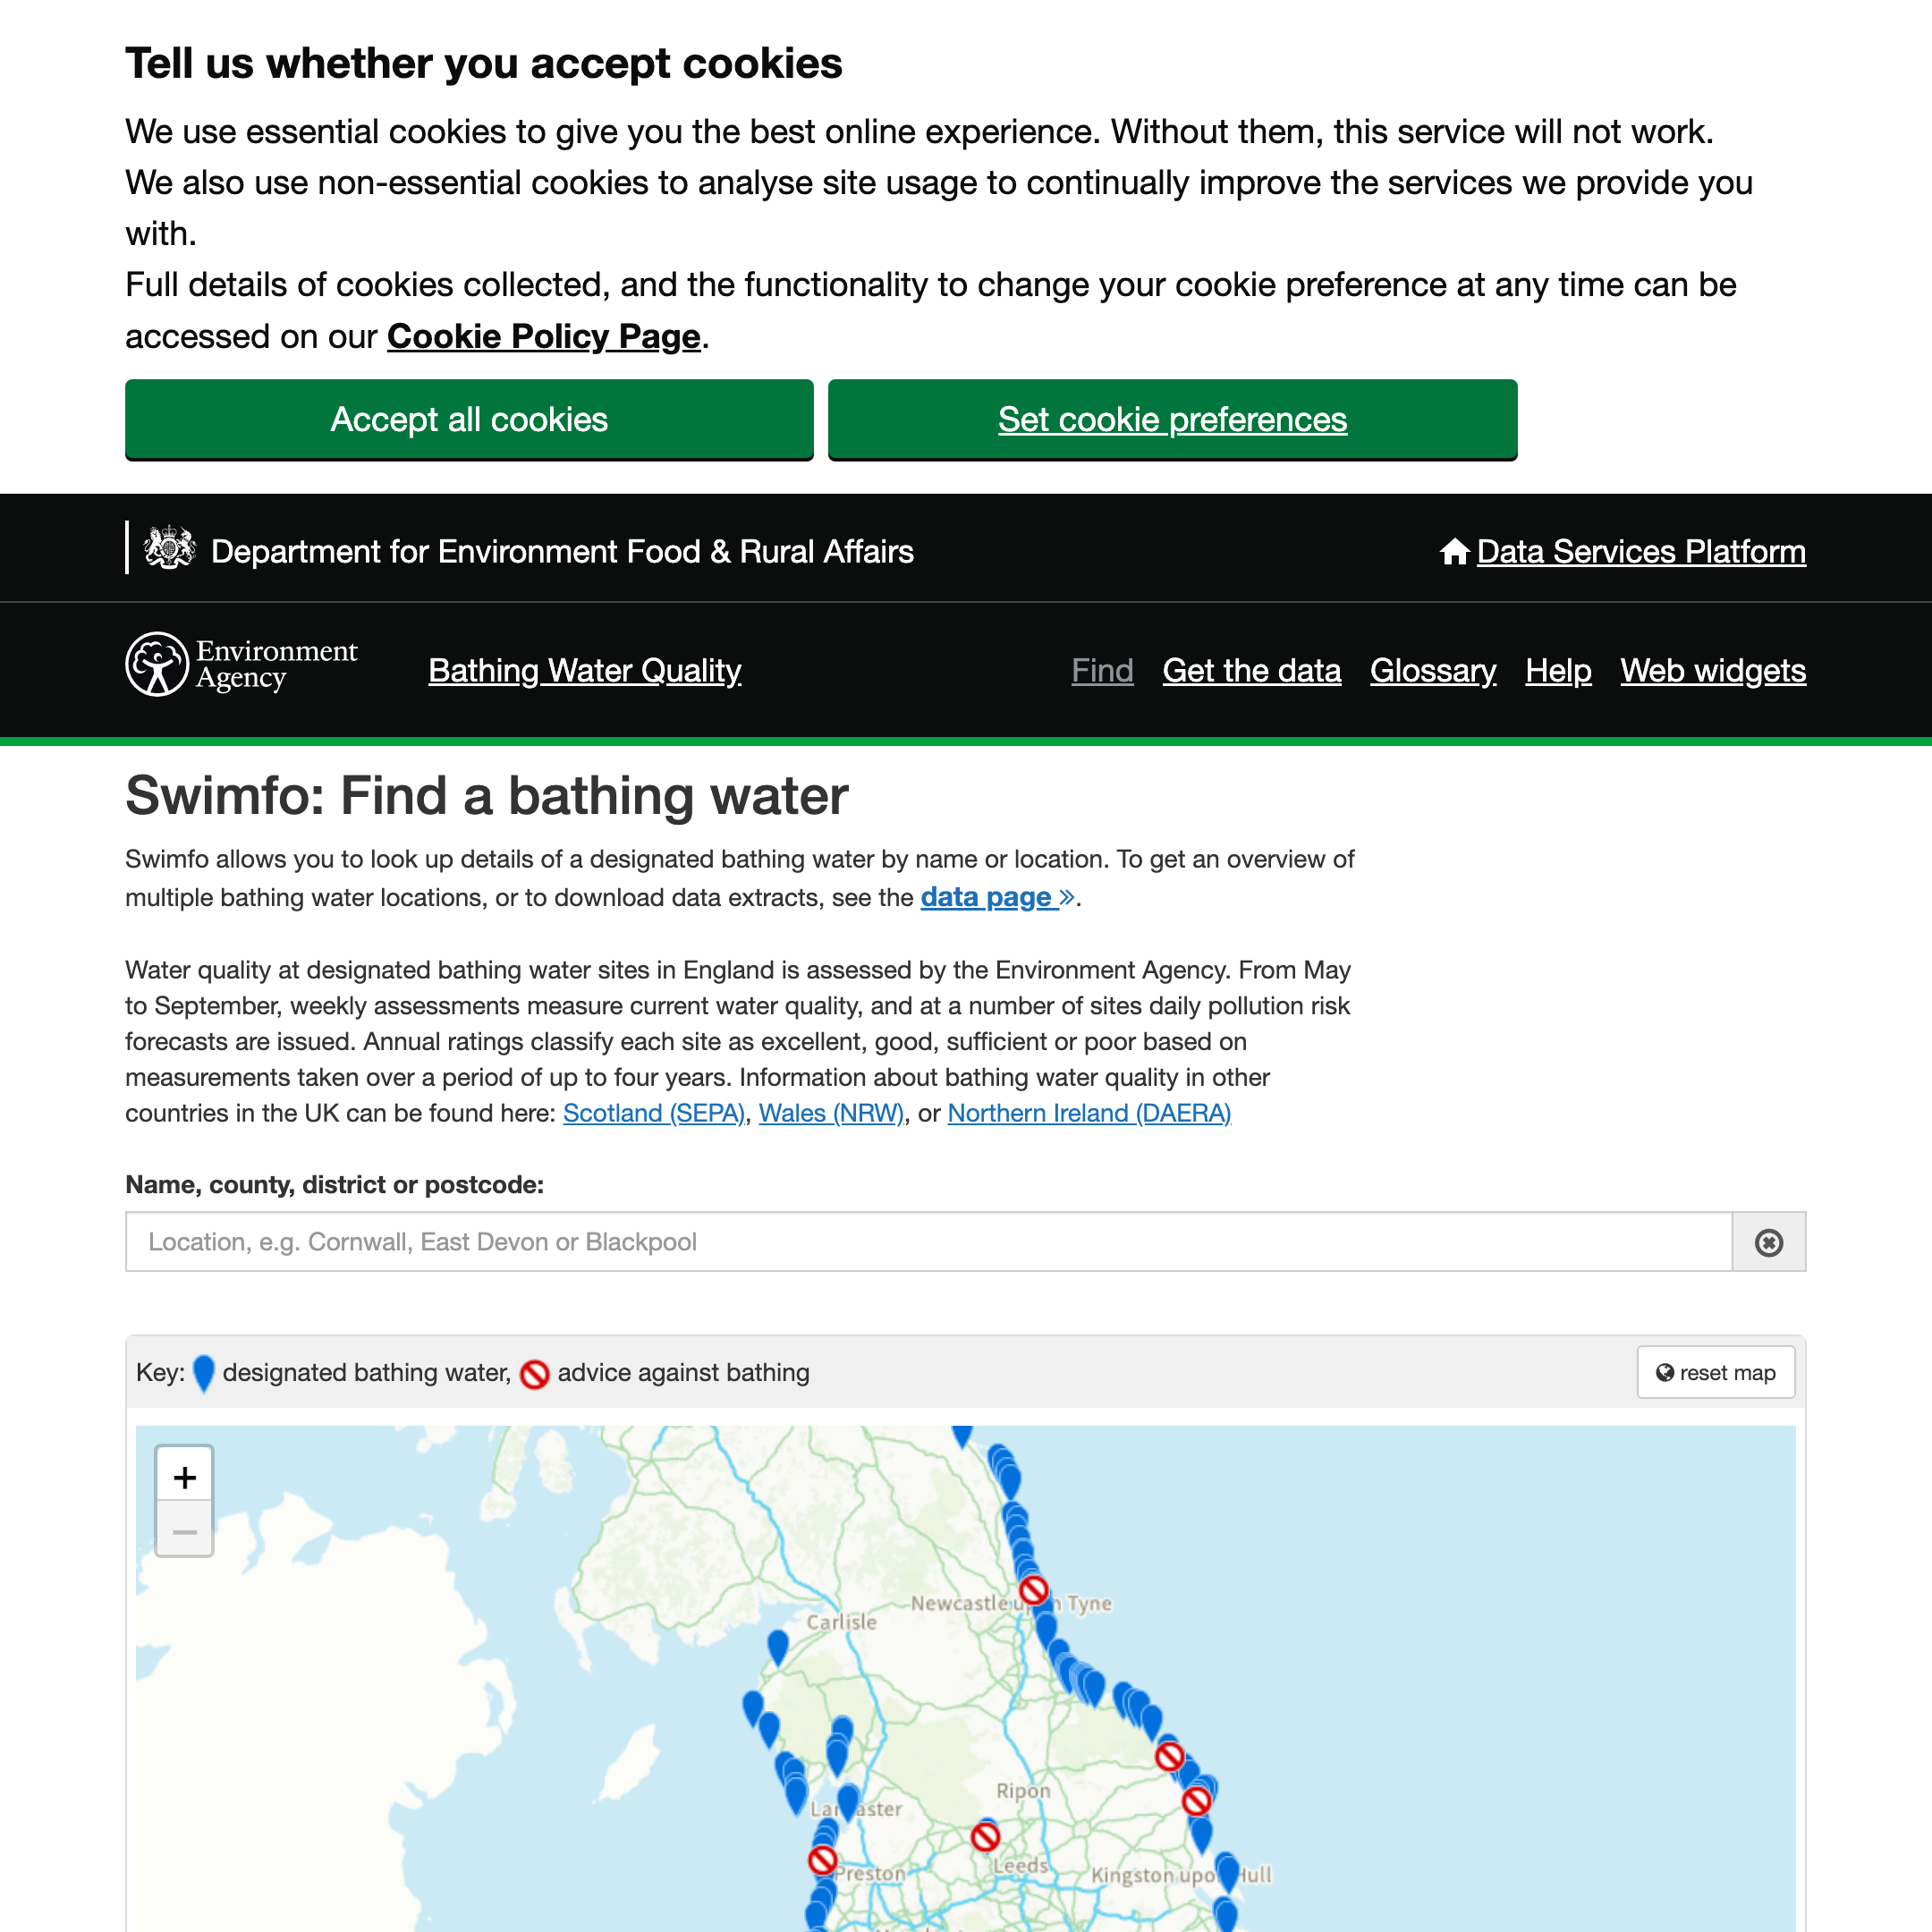 Tell us whether you accept cookies
We use essential cookies to give you the best online experience. Without them, this service will not work.
We also use non-essential cookies to analyse site usage to continually improve the services we provide you
with.
Full details of cookies collected, and the functionality to change your cookie preference at any time can be
accessed on our Cookie Policy Page.
Accept all cookies
Set cookie preferences
Department for Environment Food & Rural Affairs
Data Services Platform
Environment
Agency
Bathing Water Quality
Find
Get the data
Glossary
Help
Web widgets
Swimfo: Find a bathing water
Swimfo allows you to look up details of a designated bathing water by name or location. To get an overview of
multiple bathing water locations, or to download data extracts, see the data page ».
Water quality at designated bathing water sites in England is assessed by the Environment Agency. From May
to September, weekly assessments measure current water quality, and at a number of sites daily pollution risk
forecasts are issued. Annual ratings classify each site as excellent, good, sufficient or poor based on
measurements taken over a period of up to four years. Information about bathing water quality in other
countries in the UK can be found here: Scotland (SEPA), Wales (NRW), or Northern Ireland (DAERA)
Name, county, district or postcode:
Location, e.g. Cornwall, East Devon or Blackpool
Key: designated bathing water, advice against bathing
reset map
+
−
Newcastle upon Tyne
Carlisle
Ripon
Lancaster
Leeds
Preston
Kingston upon Hull